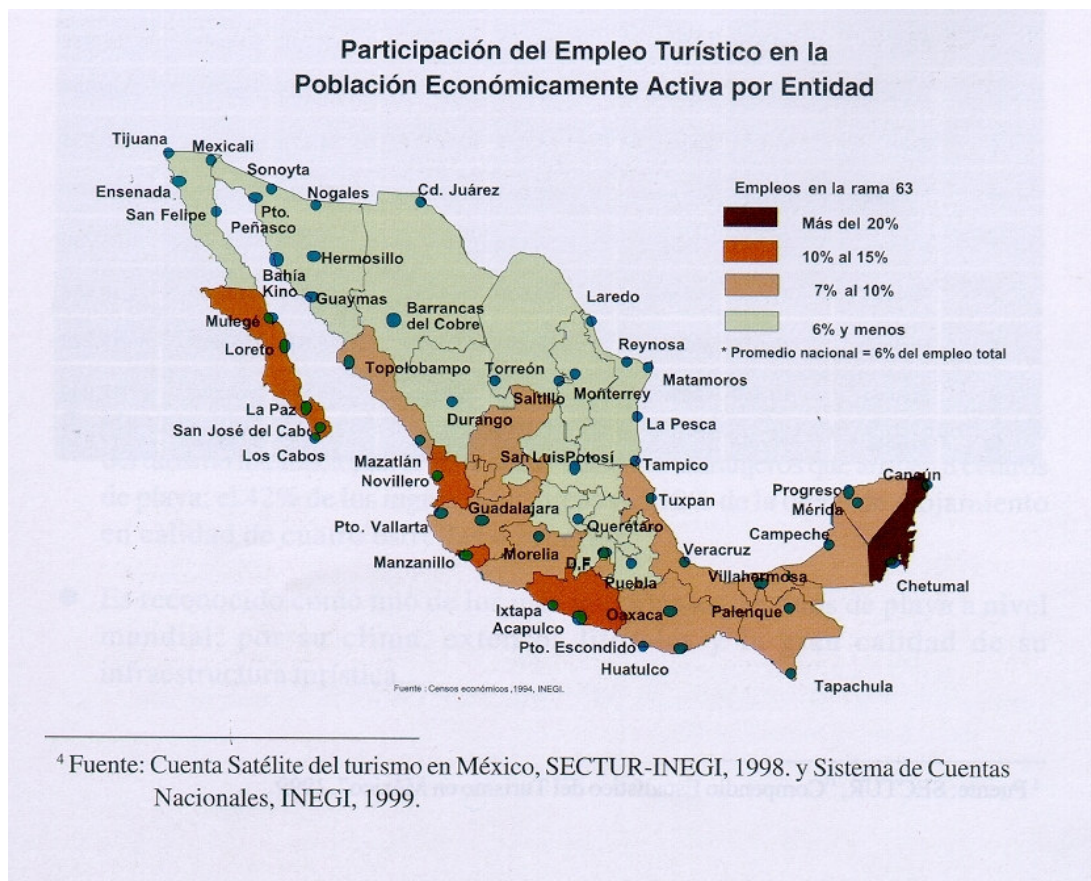 Participación del Empleo Turístico en la
Población Económicamente Activa por Entidad
Tijuana
Mexicali
Sonoyta
Ensenada
Nogales
Cd. Juárez
San Felipe
Pto.
Peñasco
Hermosillo
Bahía
Kino
Guaymas
Barrancas
del Cobre
Laredo
Mulegé
Loreto
Reynosa
Topolobampo
Torreón
Matamoros
Saltillo
Monterrey
La Paz
Durango
La Pesca
San José del Cabo
Los Cabos
San Luis Potosí
Mazatlán
Tampico
Novillero
Tuxpan
Guadalajara
Querétaro
Pto. Vallarta
Morelia
Veracruz
Manzanillo
D.F.
Puebla
Villahermosa
Progreso
Cancún
Mérida
Campeche
Chetumal
Ixtapa
Acapulco
Oaxaca
Palenque
Pto. Escondido
Huatulco
Tapachula
Empleos en la rama 63
Más del 20%
10% al 15%
7% al 10%
6% y menos
* Promedio nacional = 6% del empleo total
Fuente : Censos económicos ,1994, INEGI.
4 Fuente: Cuenta Satélite del turismo en México, SECTUR-INEGI, 1998. y Sistema de Cuentas
Nacionales, INEGI, 1999.